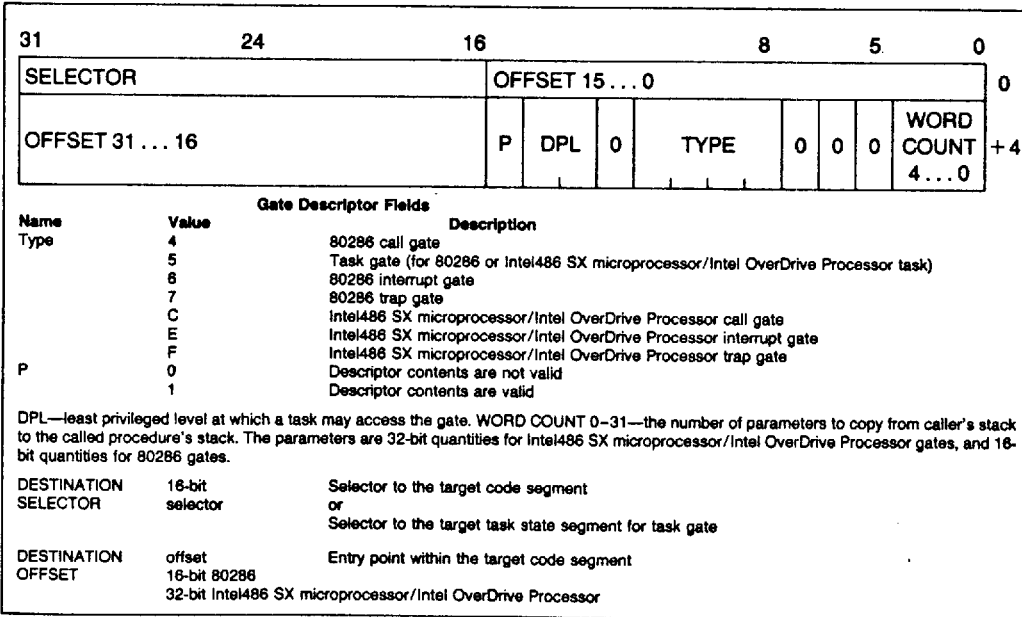 31 24 16 8 5 0
SELECTOR OFFSET 15 . . . 0 0
OFFSET 31 . . . 16 P DPL 0 TYPE 0 0 0 WORD COUNT 4 . . . 0 +4
Gate Descriptor Fields
Name Value Description
Type 4 80286 call gate
5 Task gate (for 80286 or Intel486 SX microprocessor/Intel OverDrive Processor task)
6 80286 interrupt gate
7 80286 trap gate
C Intel486 SX microprocessor/Intel OverDrive Processor call gate
E Intel486 SX microprocessor/Intel OverDrive Processor interrupt gate
F Intel486 SX microprocessor/Intel OverDrive Processor trap gate
P 0 Descriptor contents are not valid
1 Descriptor contents are valid
DPL—least privileged level at which a task may access the gate. WORD COUNT 0–31—the number of parameters to copy from caller's stack
to the called procedure's stack. The parameters are 32-bit quantities for Intel486 SX microprocessor/Intel OverDrive Processor gates, and 16-
bit quantities for 80286 gates.
DESTINATION 16-bit Selector to the target code segment
SELECTOR selector or
Selector to the target task state segment for task gate
DESTINATION offset Entry point within the target code segment
OFFSET 16-bit 80286
32-bit Intel486 SX microprocessor/Intel OverDrive Processor